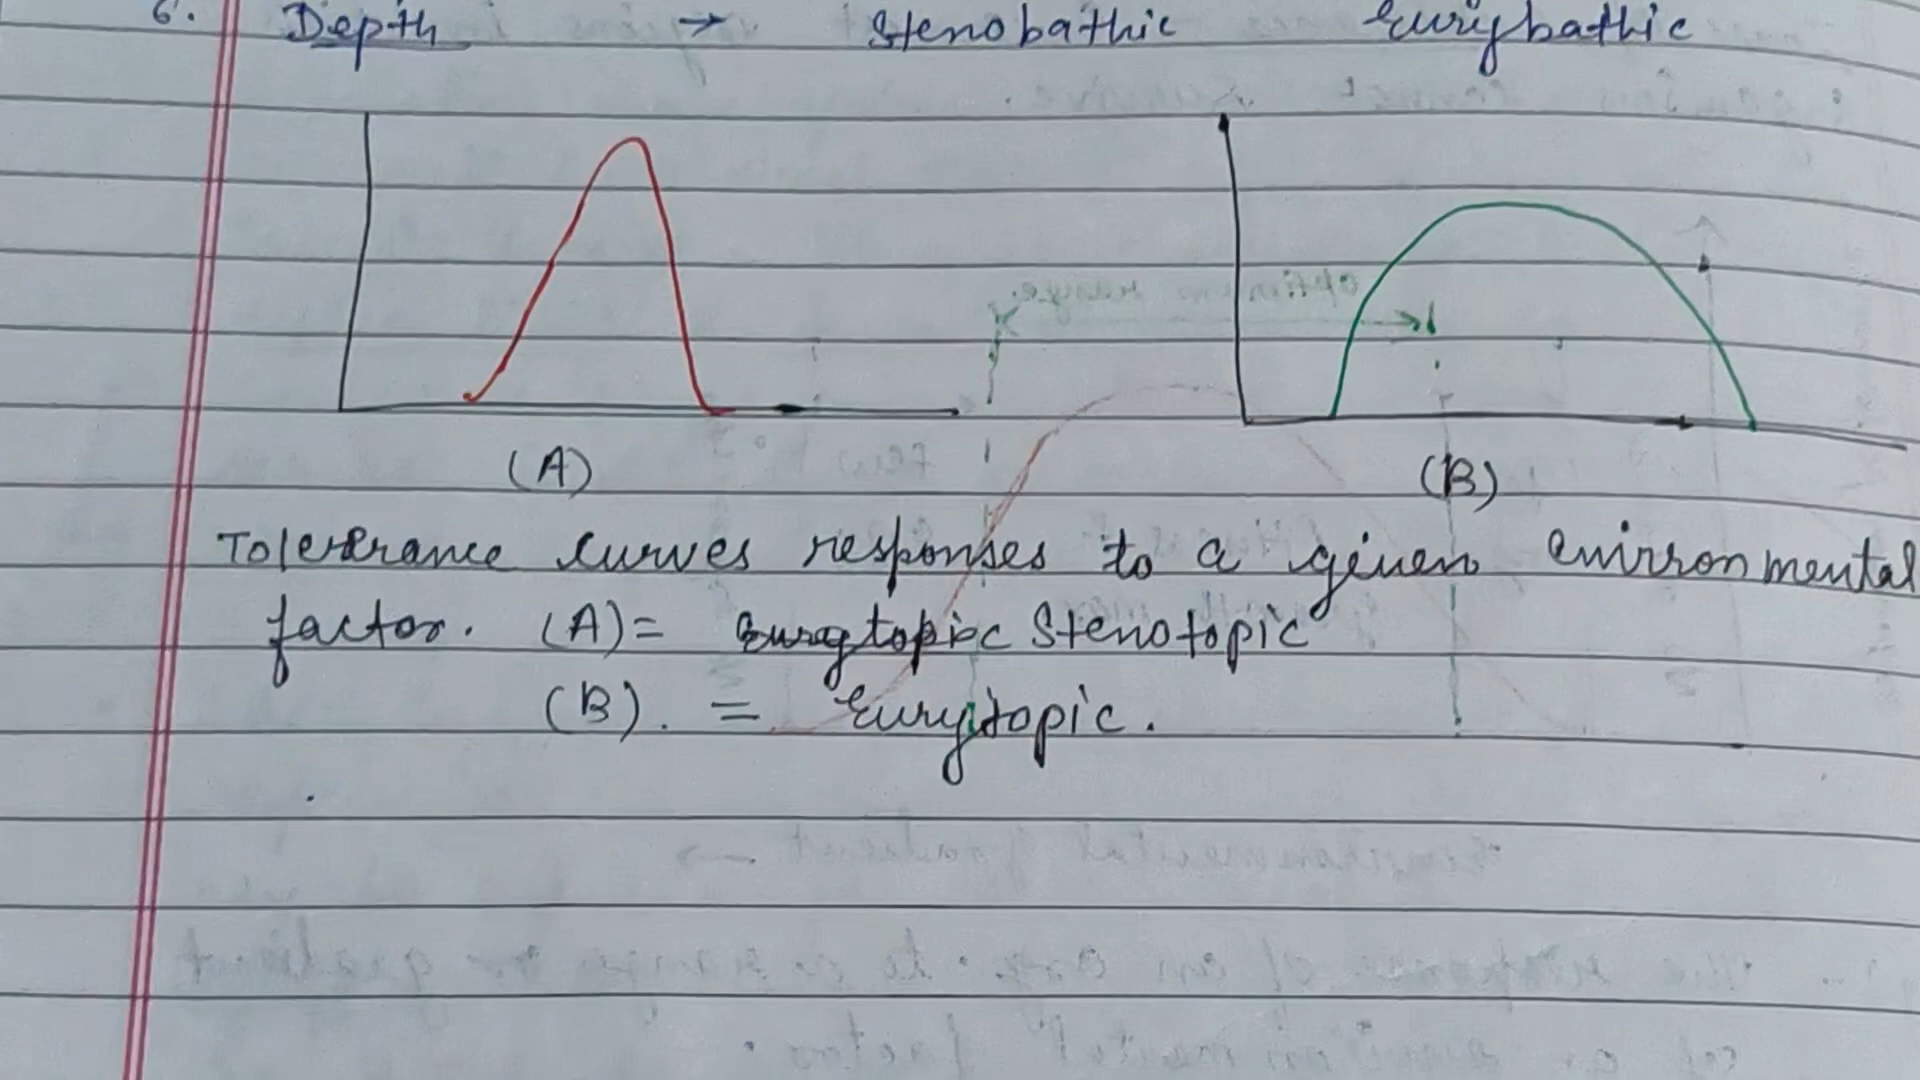 6. Depth → Stenobathic Eurybathic
(A) (B)
Tolerance curves responses to a given environmental
factor. (A) = Eurytopic Stenotopic
(B). = Eurytopic.